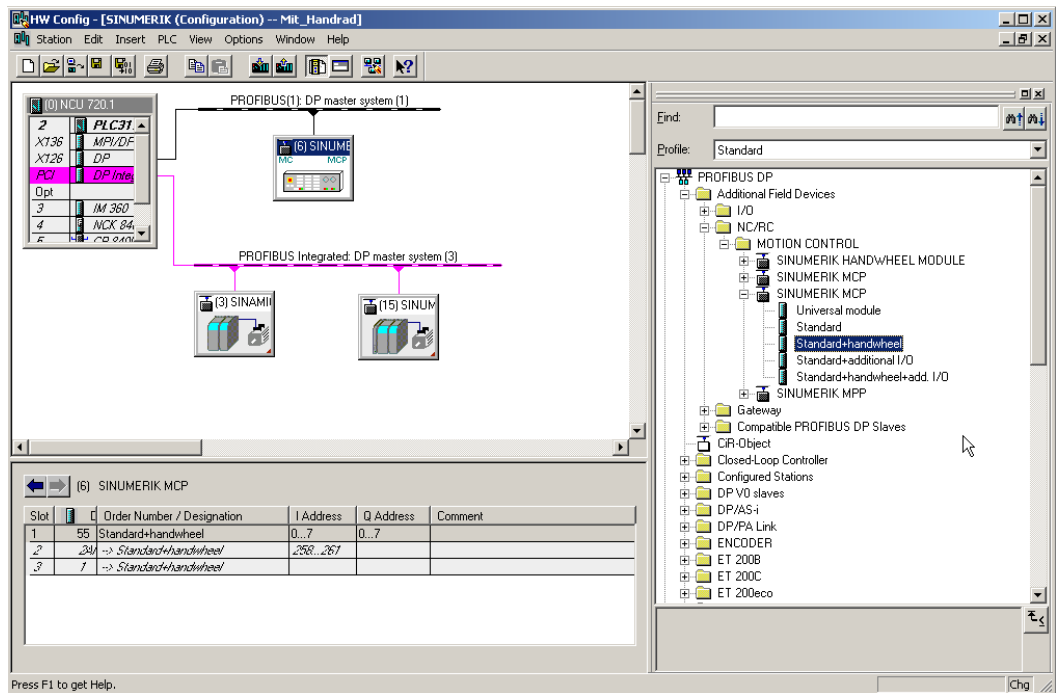 HW Config - [SINUMERIK (Configuration) -- Mit_Handrad]
Station Edit Insert PLC View Options Window Help
(0) NCU 720.1
2 PLC31
X136 MPI/DP
X126 DP
PCI DP Integ
Opt
3 IM 360
4 NCK 84
5 CP 840
PROFIBUS(1): DP master system (1)
(6) SINUME
MC MCP
PROFIBUS Integrated: DP master system (3)
(3) SINAMI
(15) SINUM
Find:
Profile: Standard
PROFIBUS DP
Additional Field Devices
I/O
NC/RC
MOTION CONTROL
SINUMERIK HANDWHEEL MODULE
SINUMERIK MCP
SINUMERIK MCP
Universal module
Standard
Standard+handwheel
Standard+additional I/O
Standard+handwheel+add. I/O
SINUMERIK MPP
Gateway
Compatible PROFIBUS DP Slaves
CiR-Object
Closed-Loop Controller
Configured Stations
DP V0 slaves
DP/AS-i
DP/PA Link
ENCODER
ET 200B
ET 200C
ET 200eco
(6) SINUMERIK MCP
Slot D Order Number / Designation I Address Q Address Comment
1 55 Standard+handwheel 0...7 0...7
2 --> Standard+handwheel 258...261
3 1 --> Standard+handwheel
Press F1 to get Help.
Chg